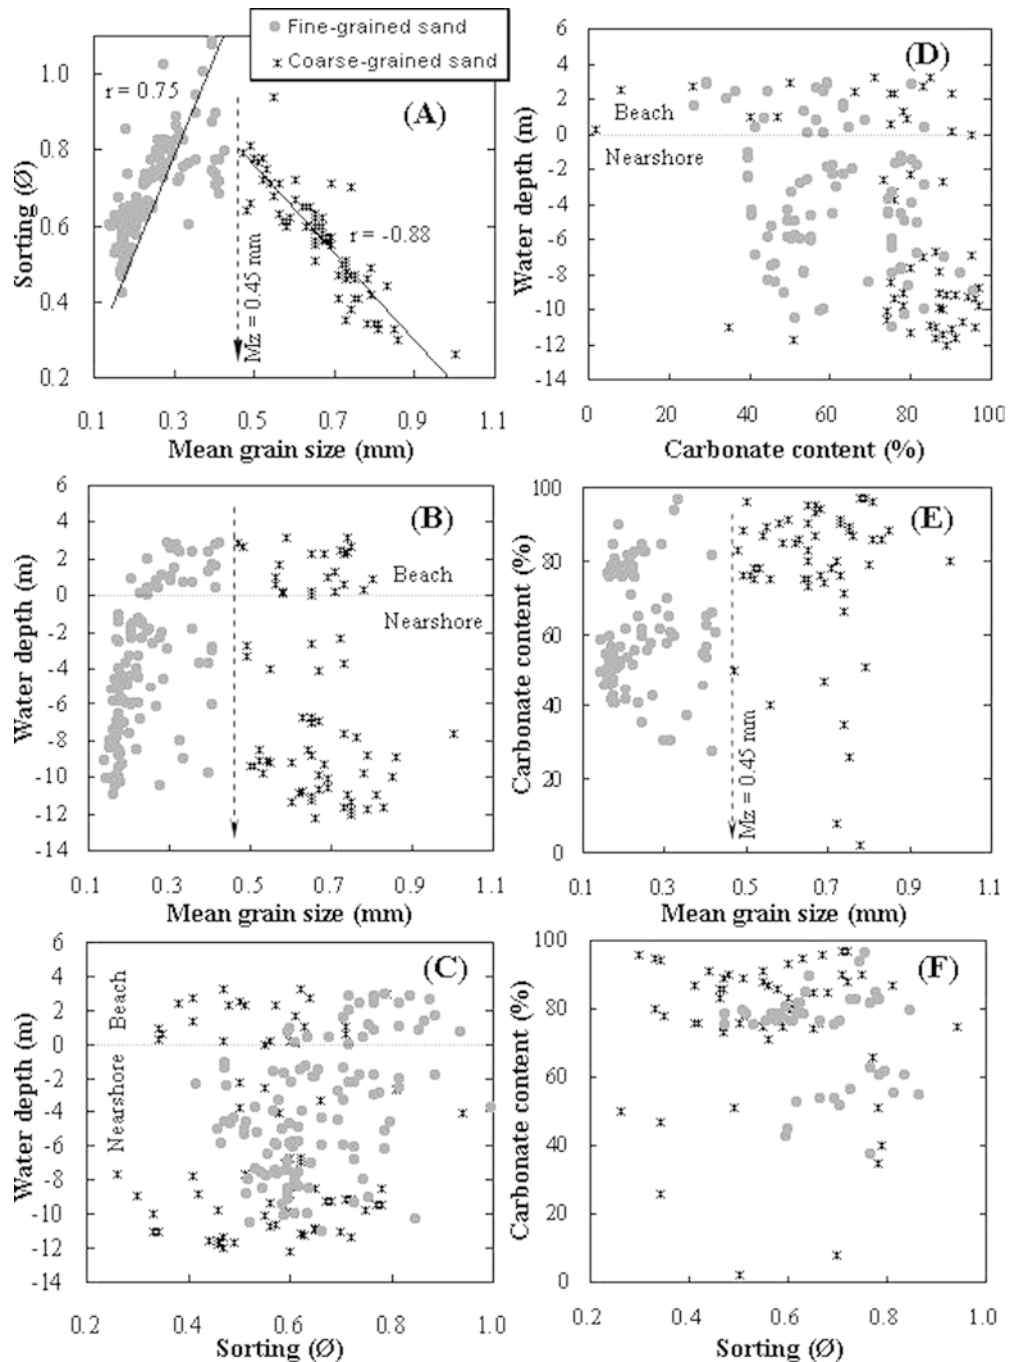 Fine-grained sand
Coarse-grained sand
(A)
r = 0.75
r = -0.88
Mz = 0.45 mm
Sorting (Ø)
1.0
0.8
0.6
0.4
0.2
0.1 0.3 0.5 0.7 0.9 1.1
Mean grain size (mm)
(D)
Beach
Nearshore
Water depth (m)
6
4
2
0
-2
-4
-6
-8
-10
-12
-14
2 20 40 60 80 100
Carbonate content (%)
(B)
Beach
Nearshore
Water depth (m)
6
4
2
0
-2
-4
-6
-8
-10
-12
-14
0.1 0.3 0.5 0.7 0.9 1.1
Mean grain size (mm)
(E)
Mz = 0.45 mm
Carbonate content (%)
100
80
60
40
20
0
0.1 0.3 0.5 0.7 0.9 1.1
Mean grain size (mm)
(C)
Beach
Nearshore
Water depth (m)
6
4
2
0
-2
-4
-6
-8
-10
-12
-14
0.2 0.4 0.6 0.8 1.0
Sorting (Ø)
(F)
Carbonate content (%)
100
80
60
40
20
0
0.2 0.4 0.6 0.8 1.0
Sorting (Ø)